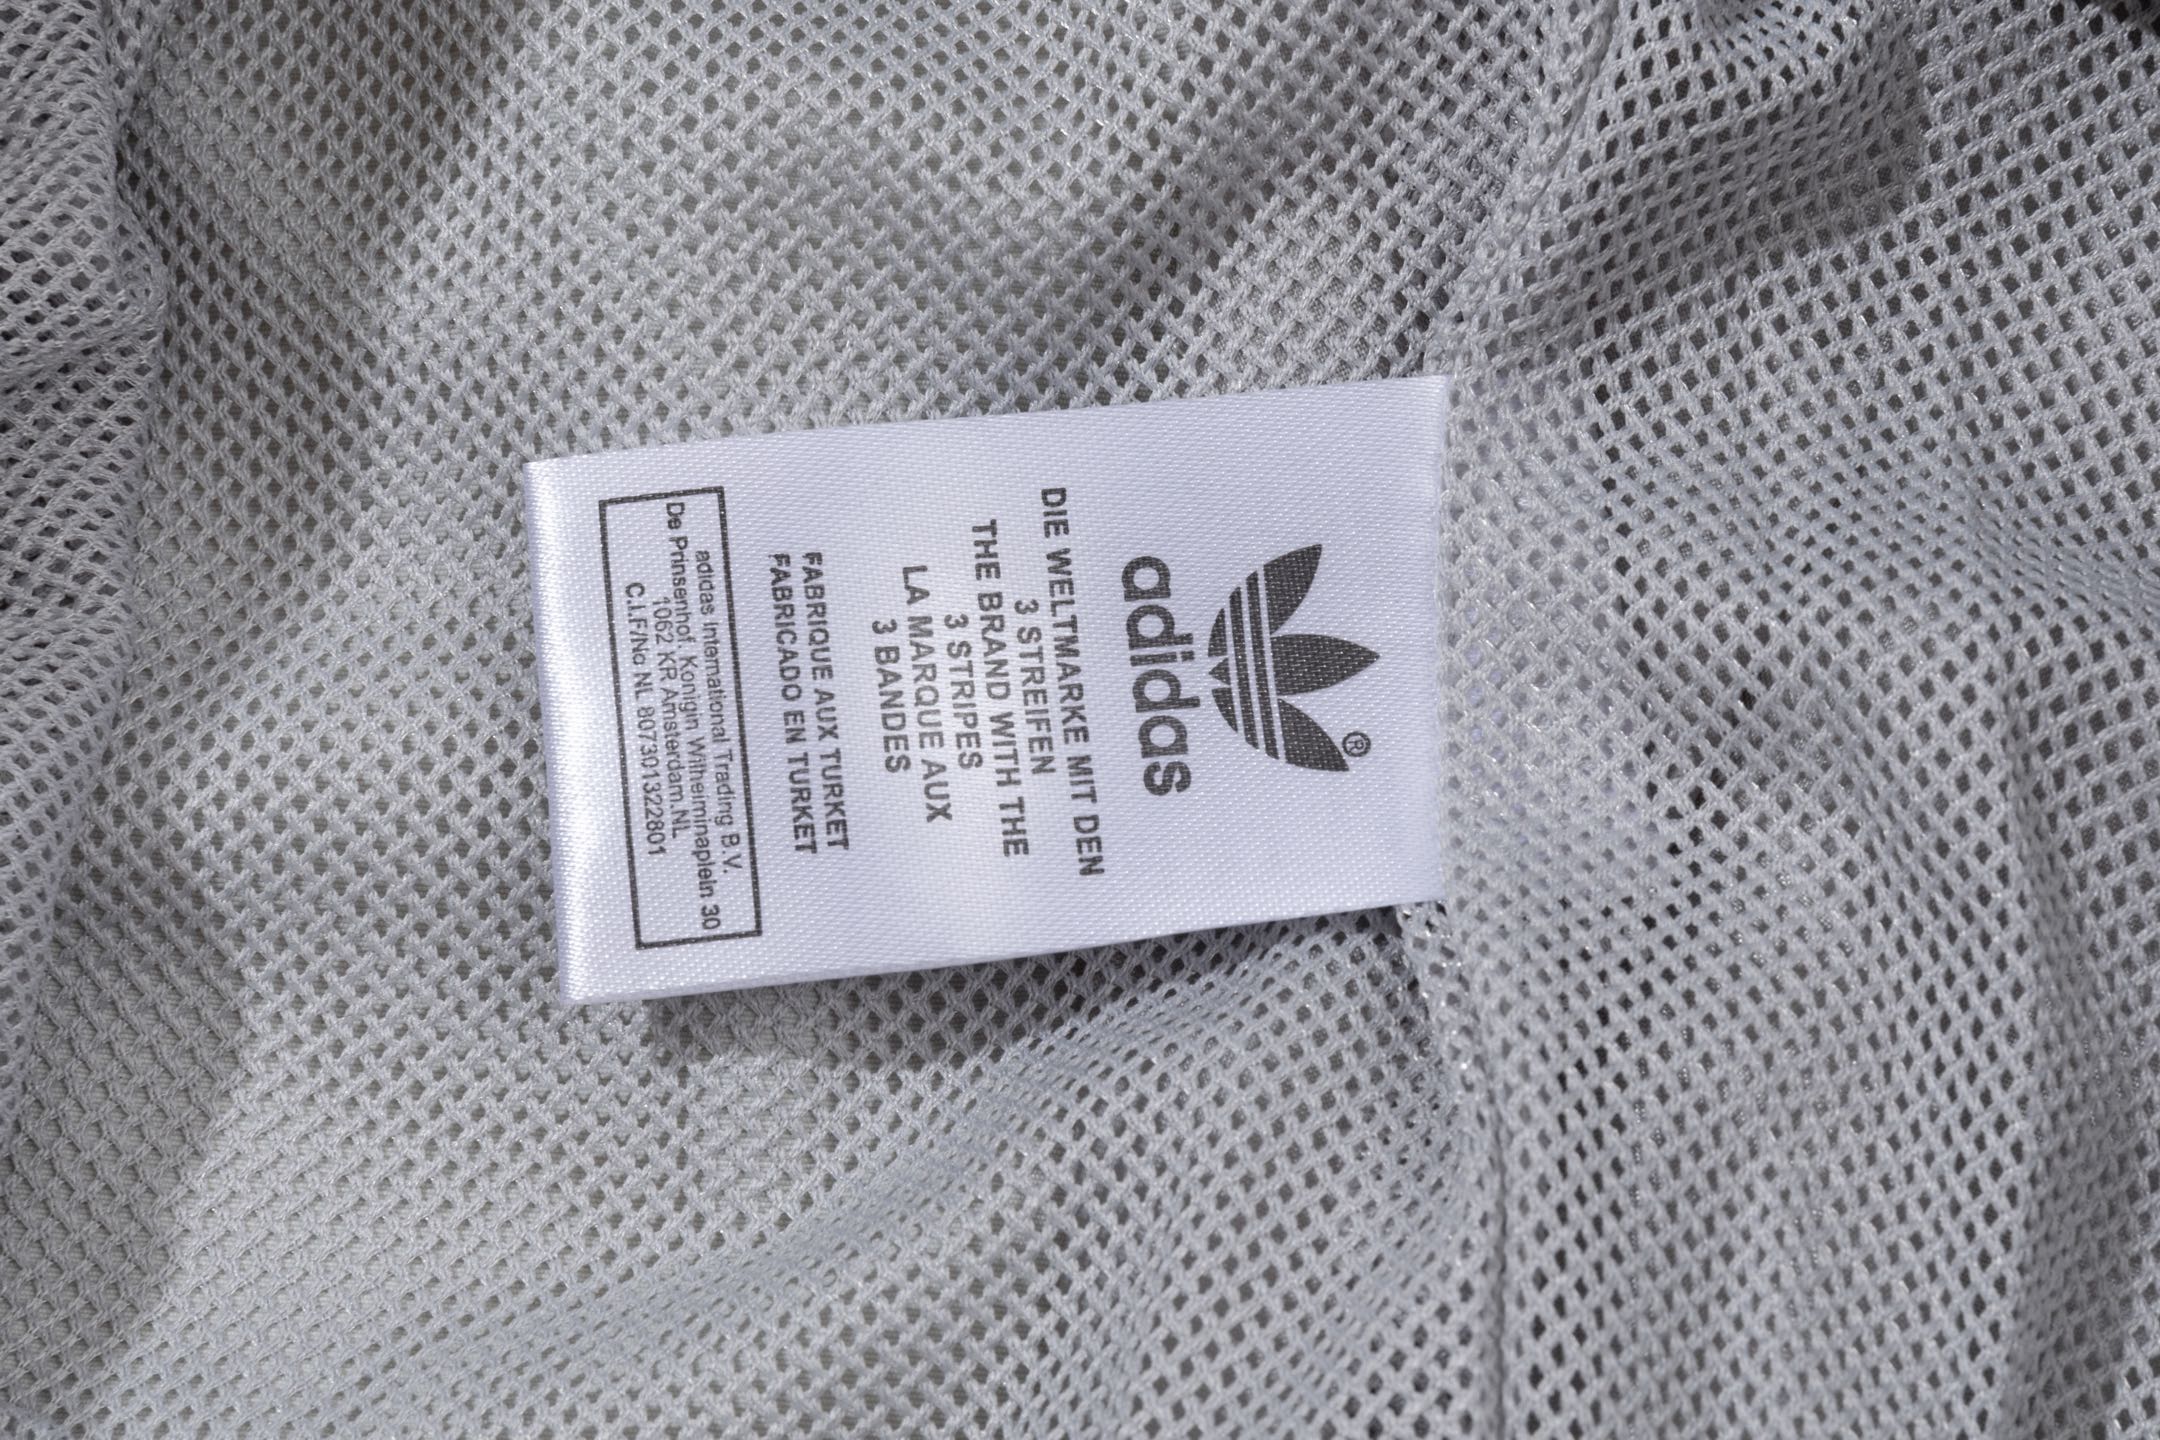 ®
adidas
DIE WELTMARKE MIT DEN
3 STREIFEN
THE BRAND WITH THE
3 STRIPES
LA MARQUE AUX
3 BANDES
FABRIQUE AUX TURKET
FABRICADO EN TURKET
adidas International Trading B.V.
De Prinsenhof, Konigin Wilheiminaplein 30
1062 KR Amsterdam.NL
C.I.F/No NL 807301322801